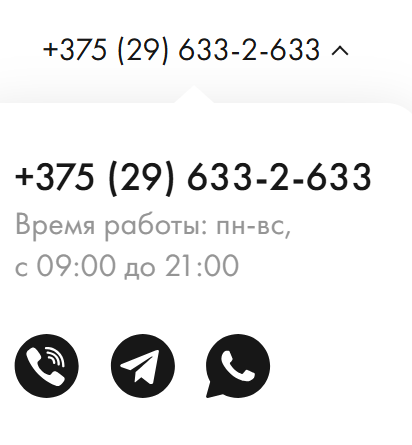 +375 (29) 633-2-633
+375 (29) 633-2-633
Время работы: пн-вс,
с 09:00 до 21:00